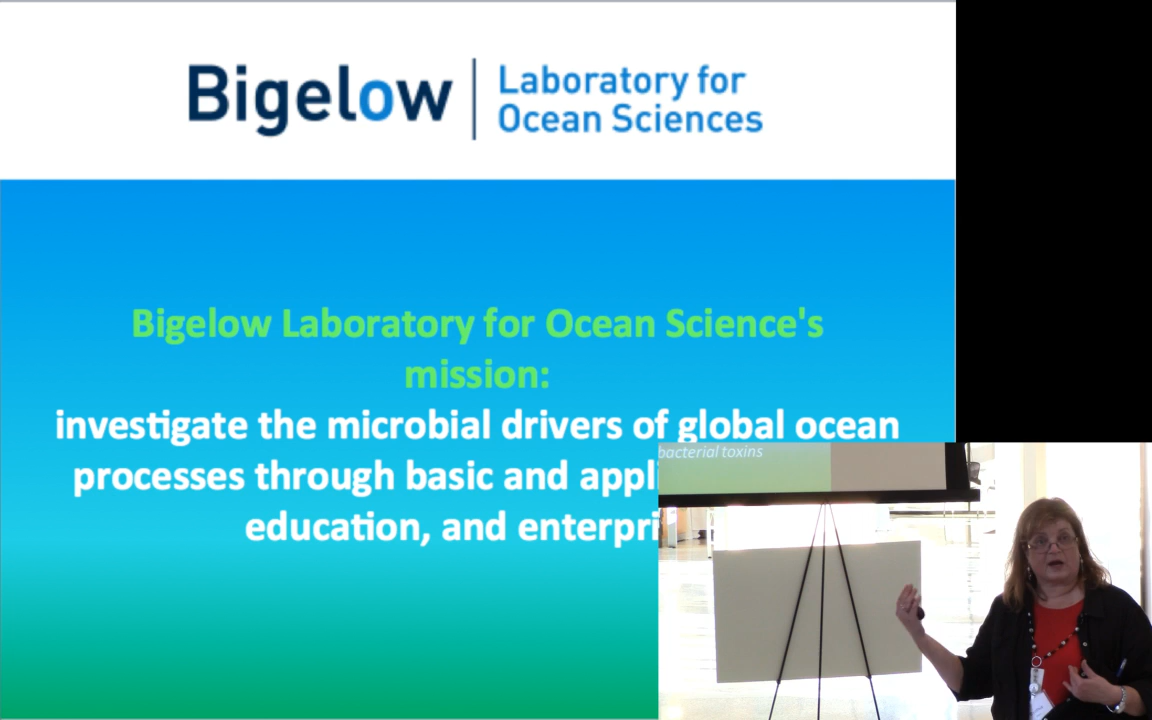 Bigelow
Laboratory for
Ocean Sciences
Bigelow Laboratory for Ocean Science's
mission:
investigate the microbial drivers of global ocean
processes through basic and appli
education, and enterpri
bacterial toxins